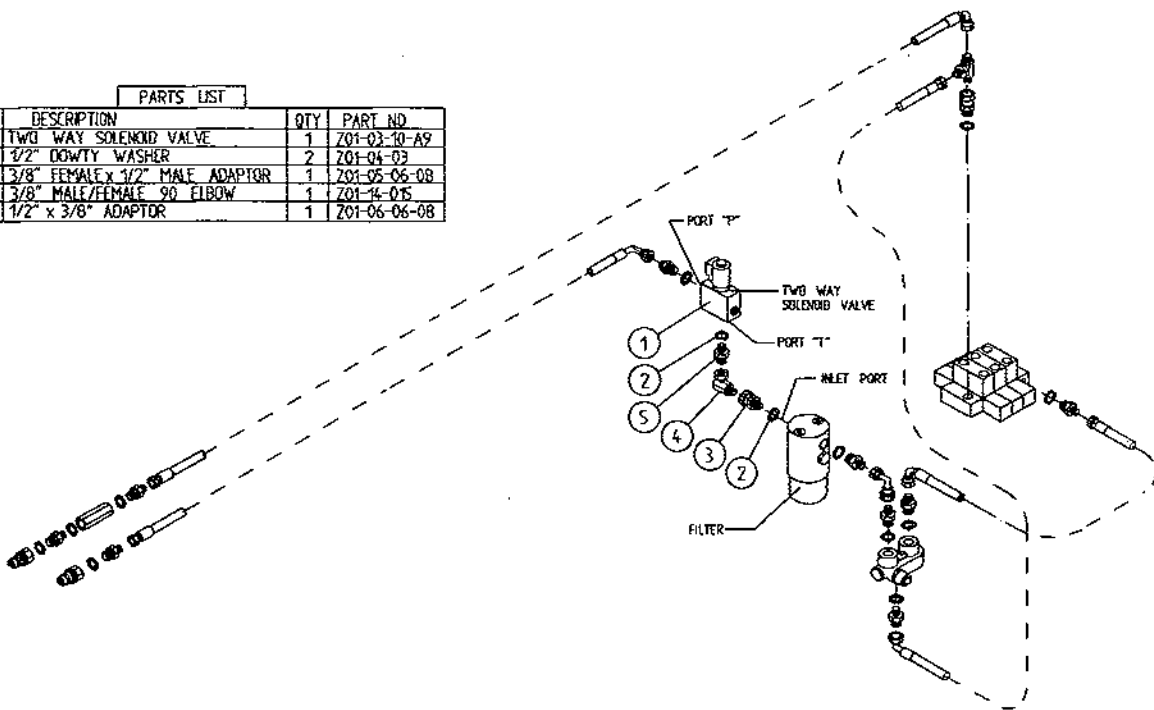 PARTS LIST
DESCRIPTION QTY PART NO
TWO WAY SOLENOID VALVE 1 Z01-03-10-A9
1/2" DOWTY WASHER 2 Z01-04-03
3/8" FEMALE x 1/2" MALE ADAPTOR 1 Z01-05-06-08
3/8" MALE/FEMALE 90 ELBOW 1 Z01-14-015
1/2" x 3/8" ADAPTOR 1 Z01-06-06-08
PORT "P"
TWO WAY
SOLENOID VALVE
1
PORT "T"
2
INLET PORT
5
4
3
2
FILTER